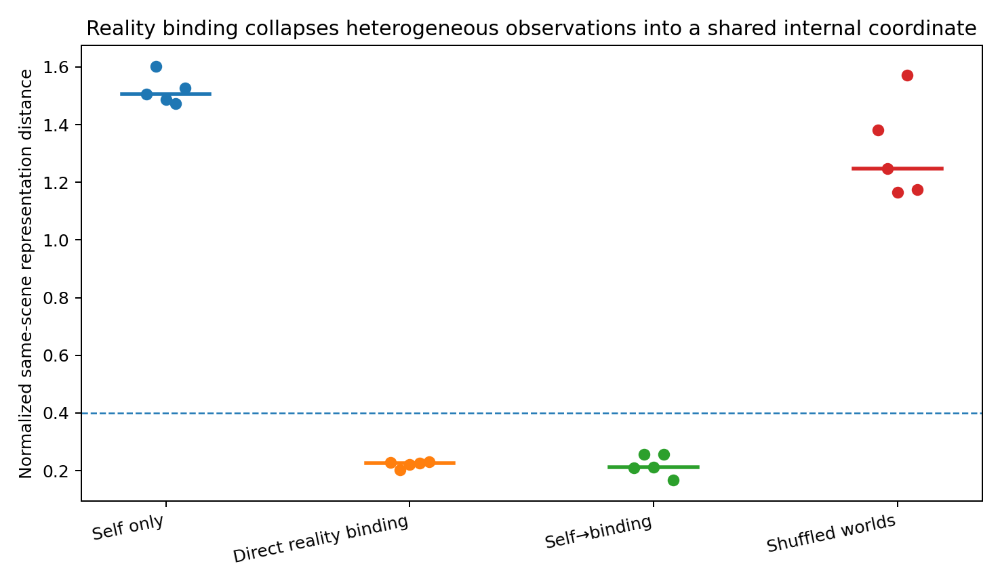 Reality binding collapses heterogeneous observations into a shared internal coordinate
Normalized same-scene representation distance
1.6
1.4
1.2
1.0
0.8
0.6
0.4
0.2
Self only
Direct reality binding
Self→binding
Shuffled worlds